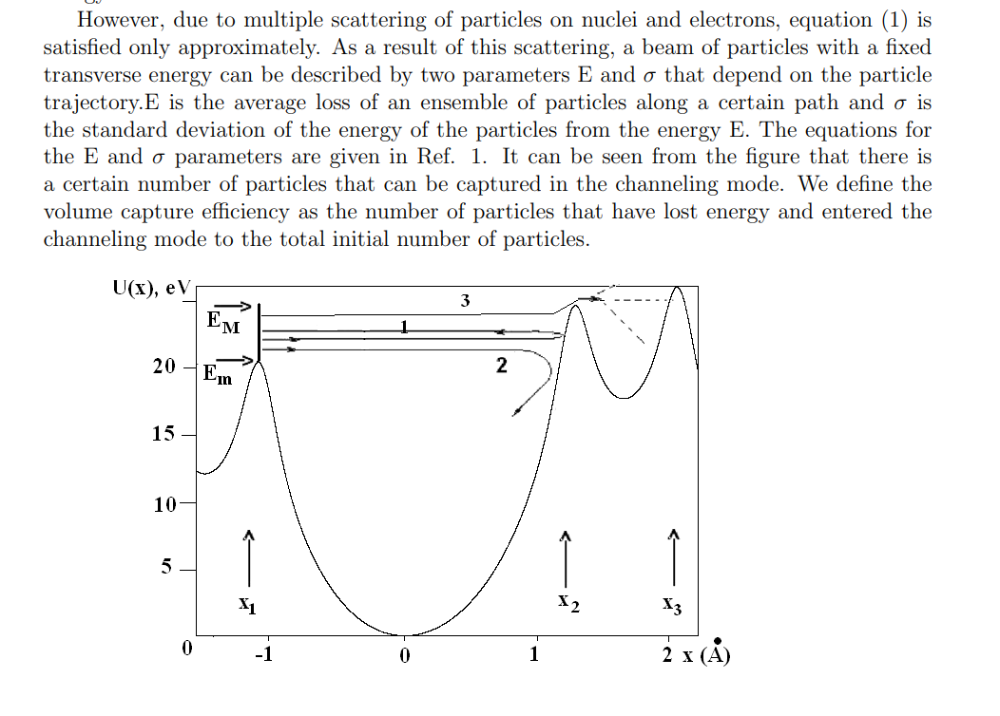 However, due to multiple scattering of particles on nuclei and electrons, equation (1) is
satisfied only approximately. As a result of this scattering, a beam of particles with a fixed
transverse energy can be described by two parameters E and σ that depend on the particle
trajectory.E is the average loss of an ensemble of particles along a certain path and σ is
the standard deviation of the energy of the particles from the energy E. The equations for
the E and σ parameters are given in Ref. 1. It can be seen from the figure that there is
a certain number of particles that can be captured in the channeling mode. We define the
volume capture efficiency as the number of particles that have lost energy and entered the
channeling mode to the total initial number of particles.
U(x), eV
3
E_M
1
20
E_m
2
15
10
5
x_1
x_2
x_3
0
-1
0
1
2 x (Å)